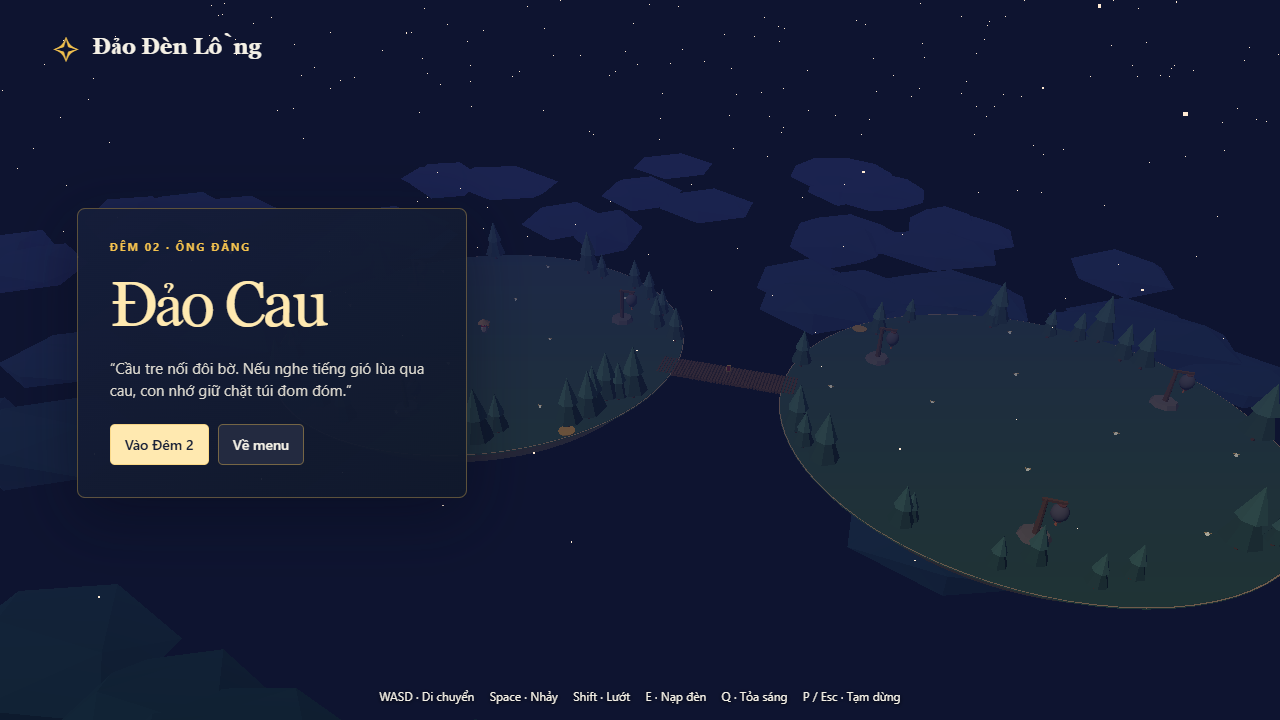 Đảo Đèn Lồng
ĐÊM 02 · ÔNG ĐĂNG
Đảo Cau
“Cầu tre nối đôi bờ. Nếu nghe tiếng gió lùa qua
cau, con nhớ giữ chặt túi đom đóm.”
Vào Đêm 2
Về menu
WASD · Di chuyển Space · Nhảy Shift · Lướt E · Nạp đèn Q · Tỏa sáng P / Esc · Tạm dừng